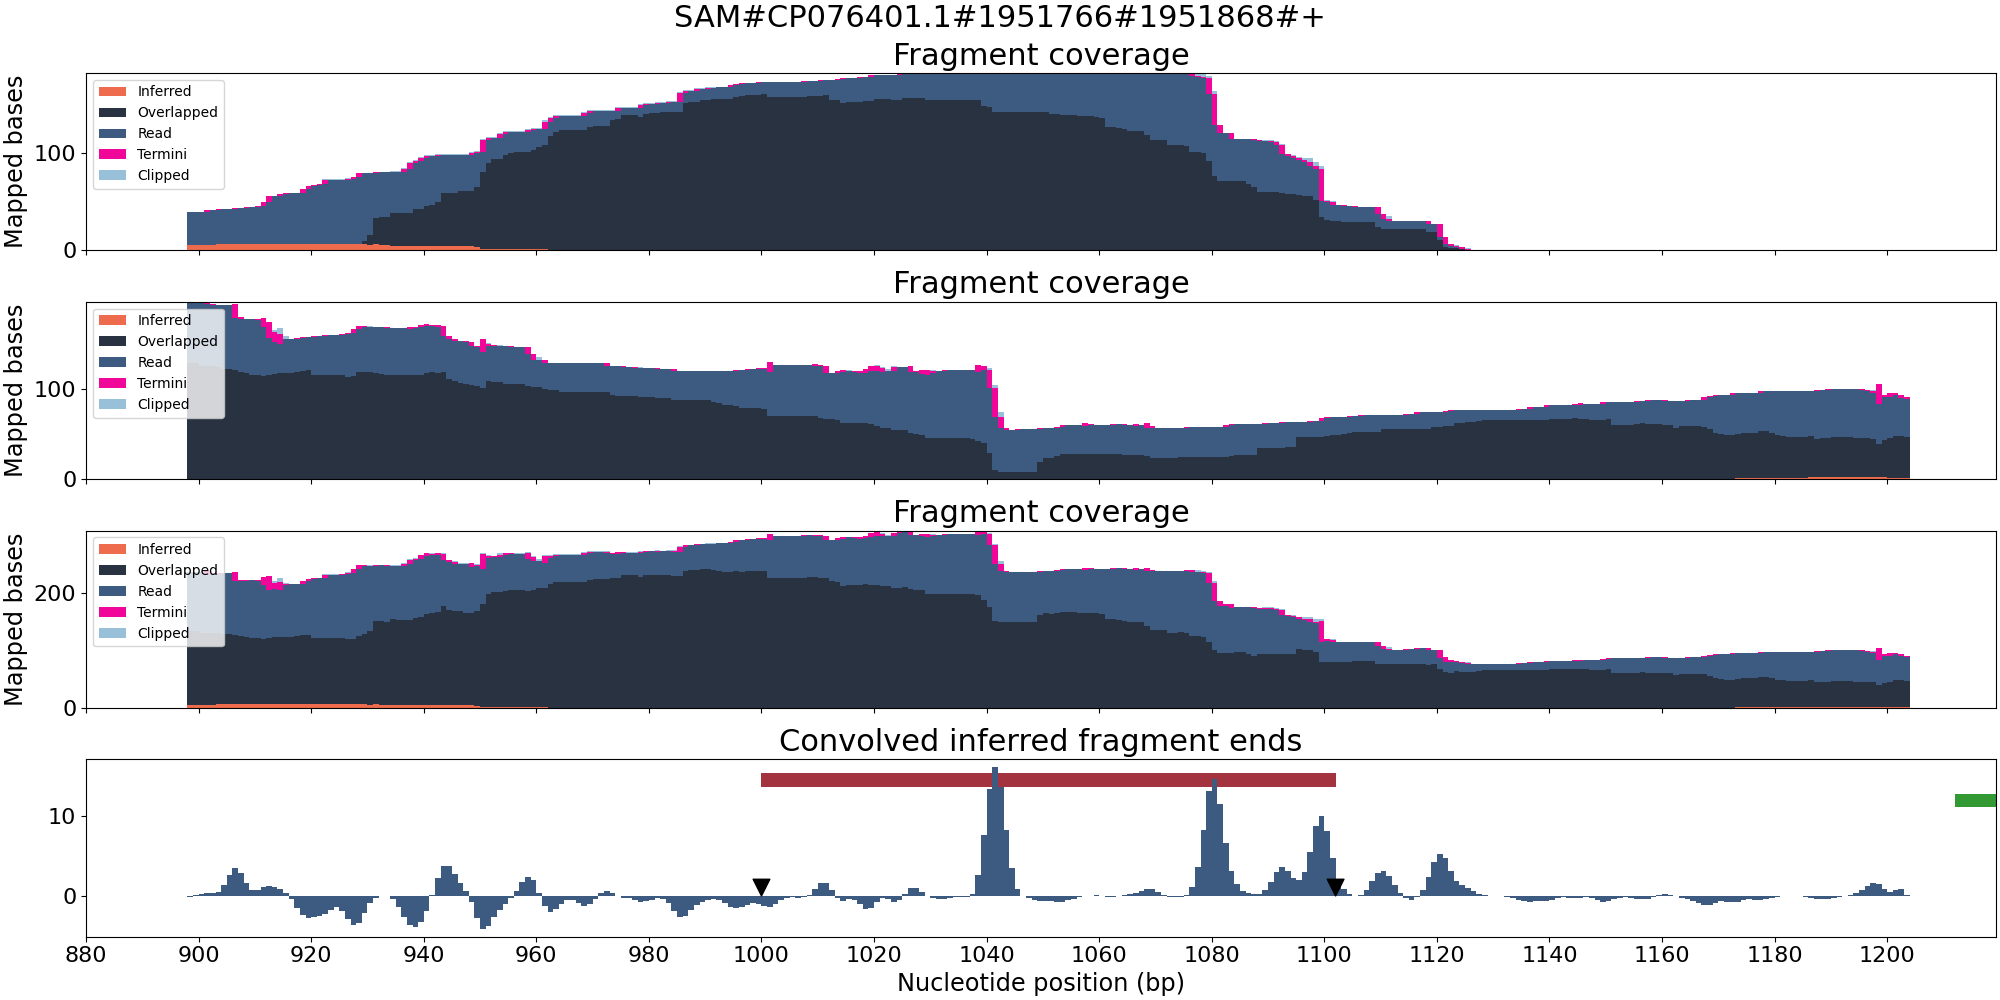 SAM#CP076401.1#1951766#1951868#+
Fragment coverage
Mapped bases
100
0
Inferred
Overlapped
Read
Termini
Clipped
Fragment coverage
Mapped bases
100
0
Inferred
Overlapped
Read
Termini
Clipped
Fragment coverage
Mapped bases
200
0
Inferred
Overlapped
Read
Termini
Clipped
Convolved inferred fragment ends
10
0
880 900 920 940 960 980 1000 1020 1040 1060 1080 1100 1120 1140 1160 1180 1200
Nucleotide position (bp)